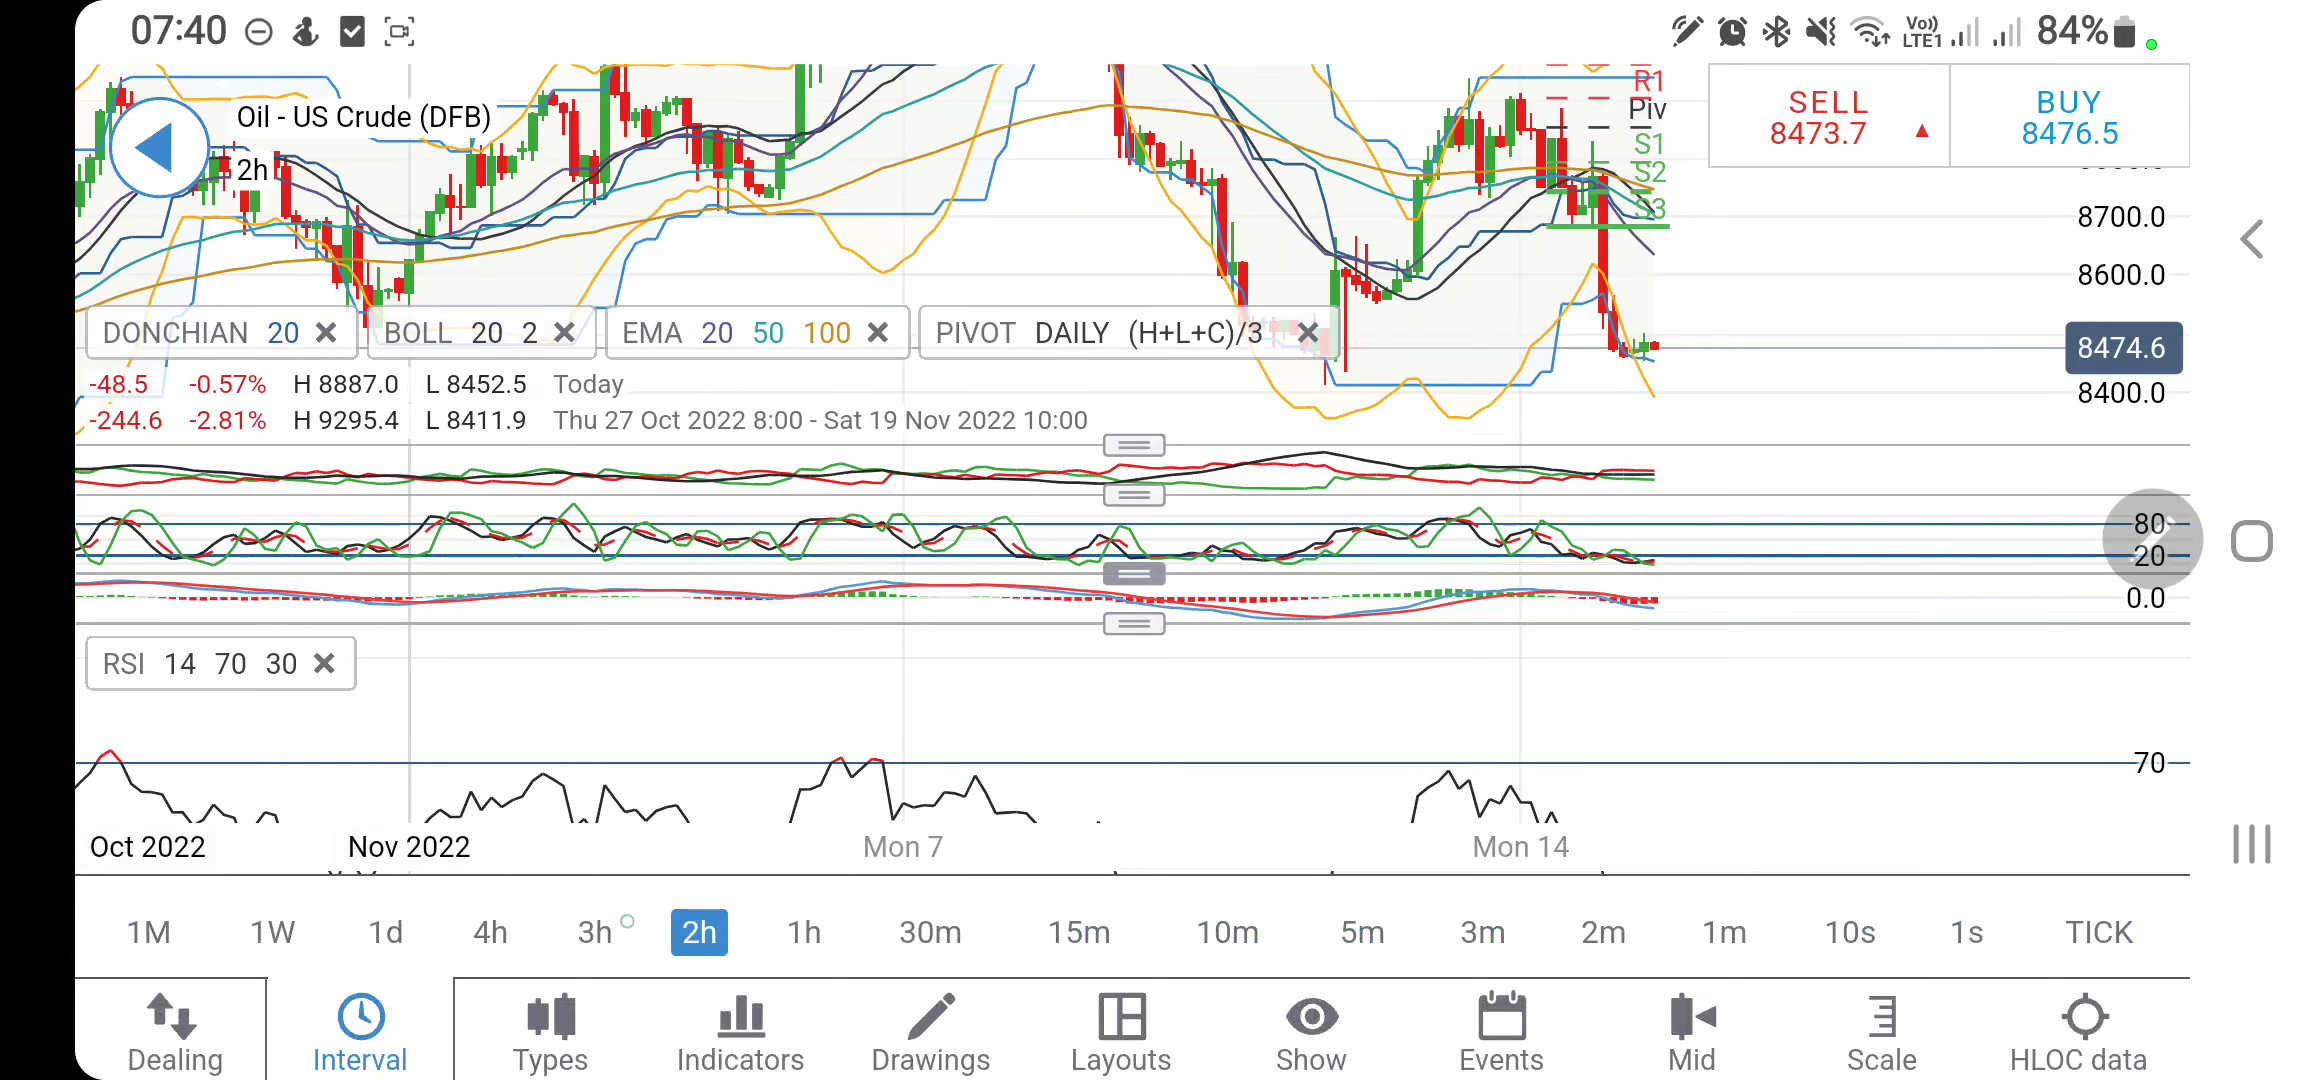 07:40
Vo)) LTE1 84%
Oil - US Crude (DFB)
2h
R1
Piv
S1
S2
S3
SELL
8473.7
BUY
8476.5
8700.0
8600.0
8474.6
8400.0
DONCHIAN 20
BOLL 20 2
EMA 20 50 100
PIVOT DAILY (H+L+C)/3
-48.5 -0.57% H 8887.0 L 8452.5 Today
-244.6 -2.81% H 9295.4 L 8411.9 Thu 27 Oct 2022 8:00 - Sat 19 Nov 2022 10:00
80
20
0.0
RSI 14 70 30
70
Oct 2022 Nov 2022 Mon 7 Mon 14
1M 1W 1d 4h 3h 2h 1h 30m 15m 10m 5m 3m 2m 1m 10s 1s TICK
Dealing Interval Types Indicators Drawings Layouts Show Events Mid Scale HLOC data